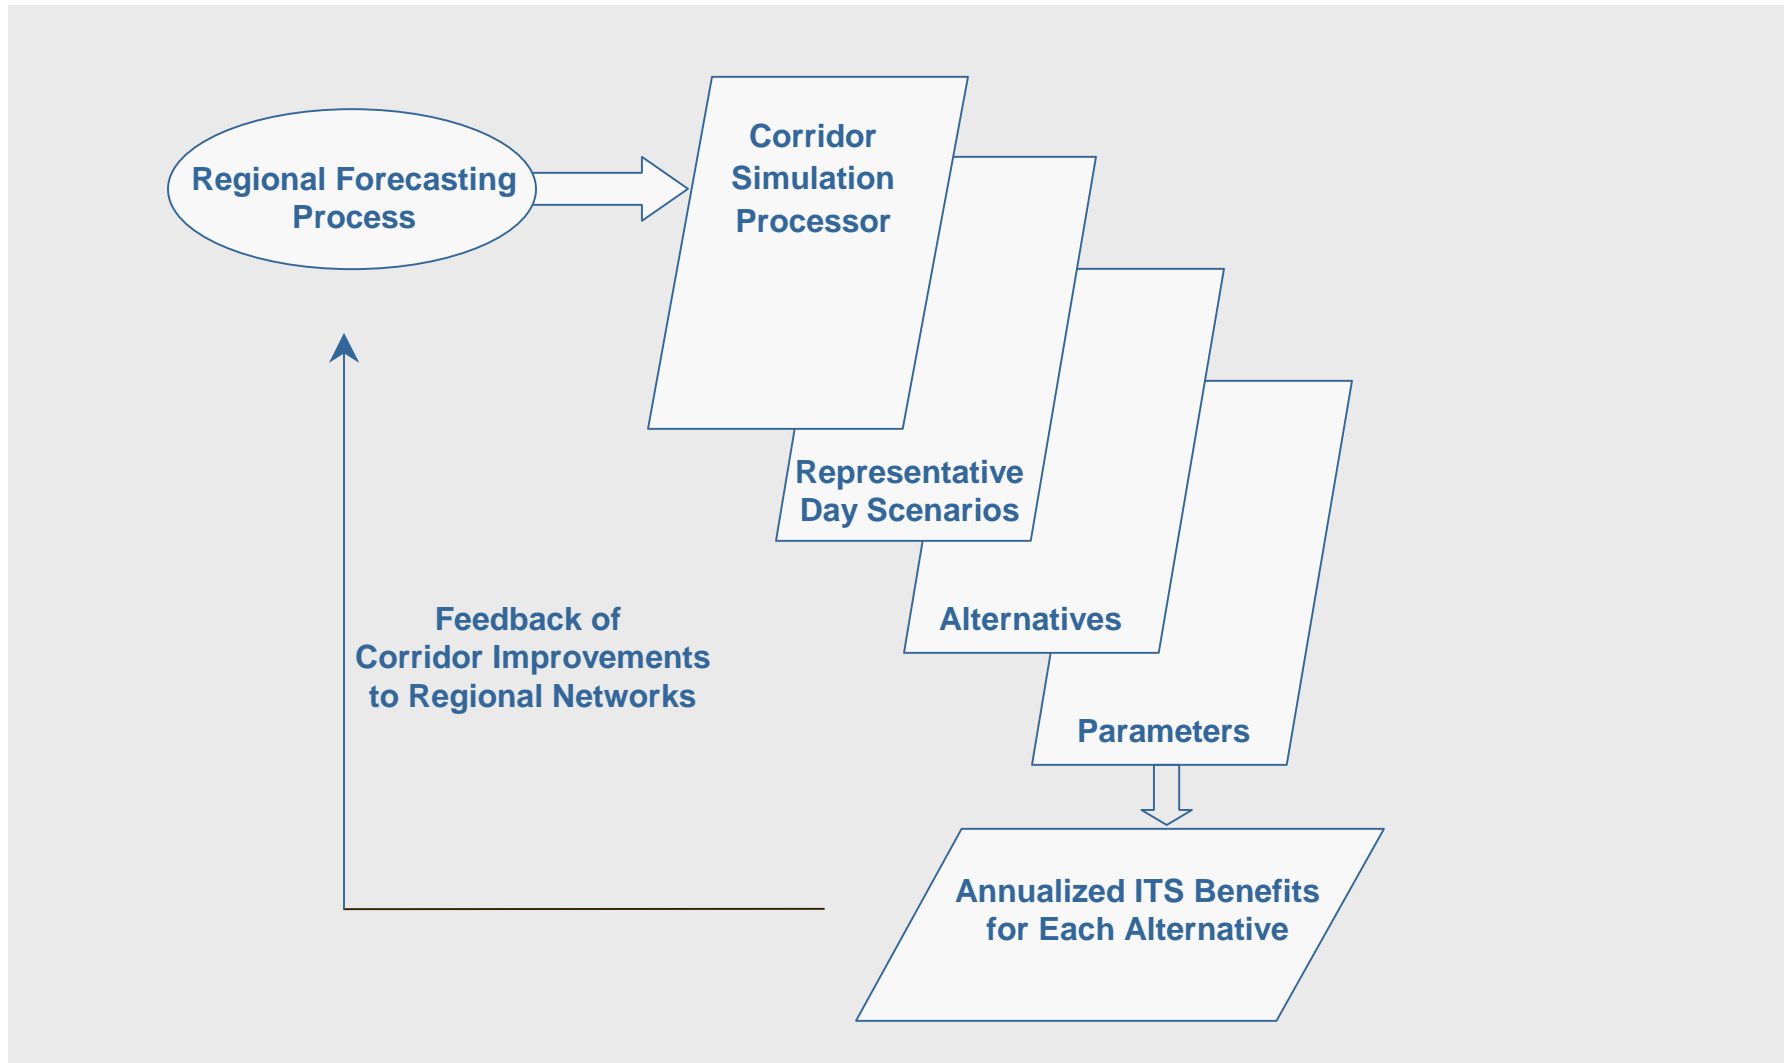 Regional Forecasting
Process
Corridor
Simulation
Processor
Representative
Day Scenarios
Alternatives
Parameters
Feedback of
Corridor Improvements
to Regional Networks
Annualized ITS Benefits
for Each Alternative